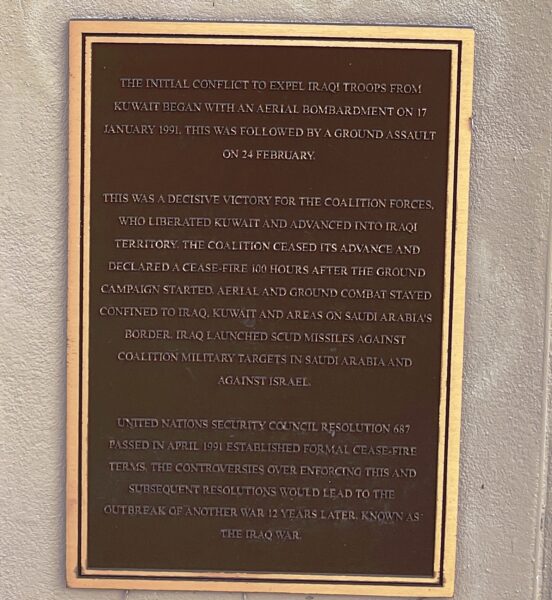 THE INITIAL CONFLICT TO EXPEL IRAQI TROOPS FROM
KUWAIT BEGAN WITH AN AERIAL BOMBARDMENT ON 17
JANUARY 1991. THIS WAS FOLLOWED BY A GROUND ASSAULT
ON 24 FEBRUARY.
THIS WAS A DECISIVE VICTORY FOR THE COALITION FORCES,
WHO LIBERATED KUWAIT AND ADVANCED INTO IRAQI
TERRITORY. THE COALITION CEASED ITS ADVANCE AND
DECLARED A CEASE-FIRE 100 HOURS AFTER THE GROUND
CAMPAIGN STARTED. AERIAL AND GROUND COMBAT STAYED
CONFINED TO IRAQ, KUWAIT AND AREAS ON SAUDI ARABIA'S
BORDER. IRAQ LAUNCHED SCUD MISSILES AGAINST
COALITION MILITARY TARGETS IN SAUDI ARABIA AND
AGAINST ISRAEL.
UNITED NATIONS SECURITY COUNCIL RESOLUTION 687
PASSED IN APRIL 1991 ESTABLISHED FORMAL CEASE-FIRE
TERMS. THE CONTROVERSIES OVER ENFORCING THIS AND
SUBSEQUENT RESOLUTIONS WOULD LEAD TO THE
OUTBREAK OF ANOTHER WAR 12 YEARS LATER, KNOWN AS
THE IRAQ WAR.